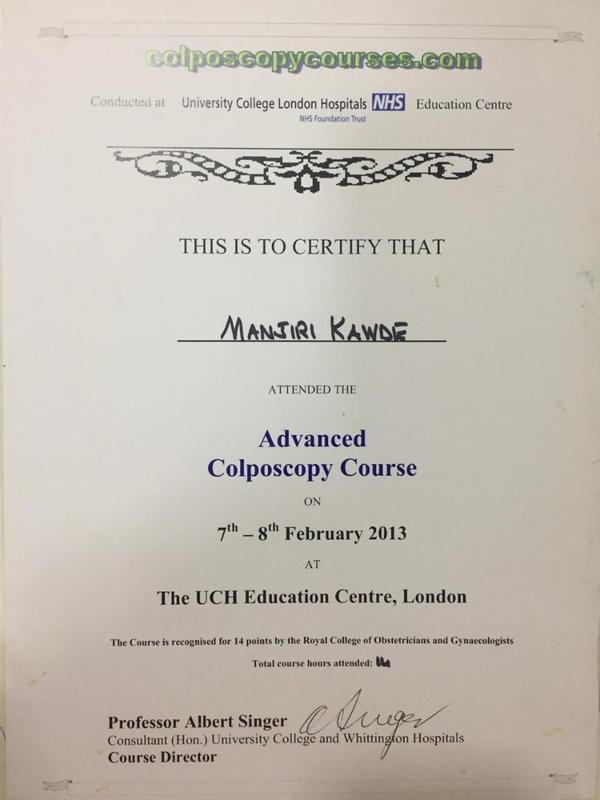 colposcopycourses.com
Conducted at University College London Hospitals NHS Education Centre
NHS Foundation Trust
THIS IS TO CERTIFY THAT
MANJIRI KAWDE
ATTENDED THE
Advanced
Colposcopy Course
ON
7th – 8th February 2013
AT
The UCH Education Centre, London
The Course is recognised for 14 points by the Royal College of Obstetricians and Gynaecologists
Total course hours attended:
Professor Albert Singer A Singer
Consultant (Hon.) University College and Whittington Hospitals
Course Director